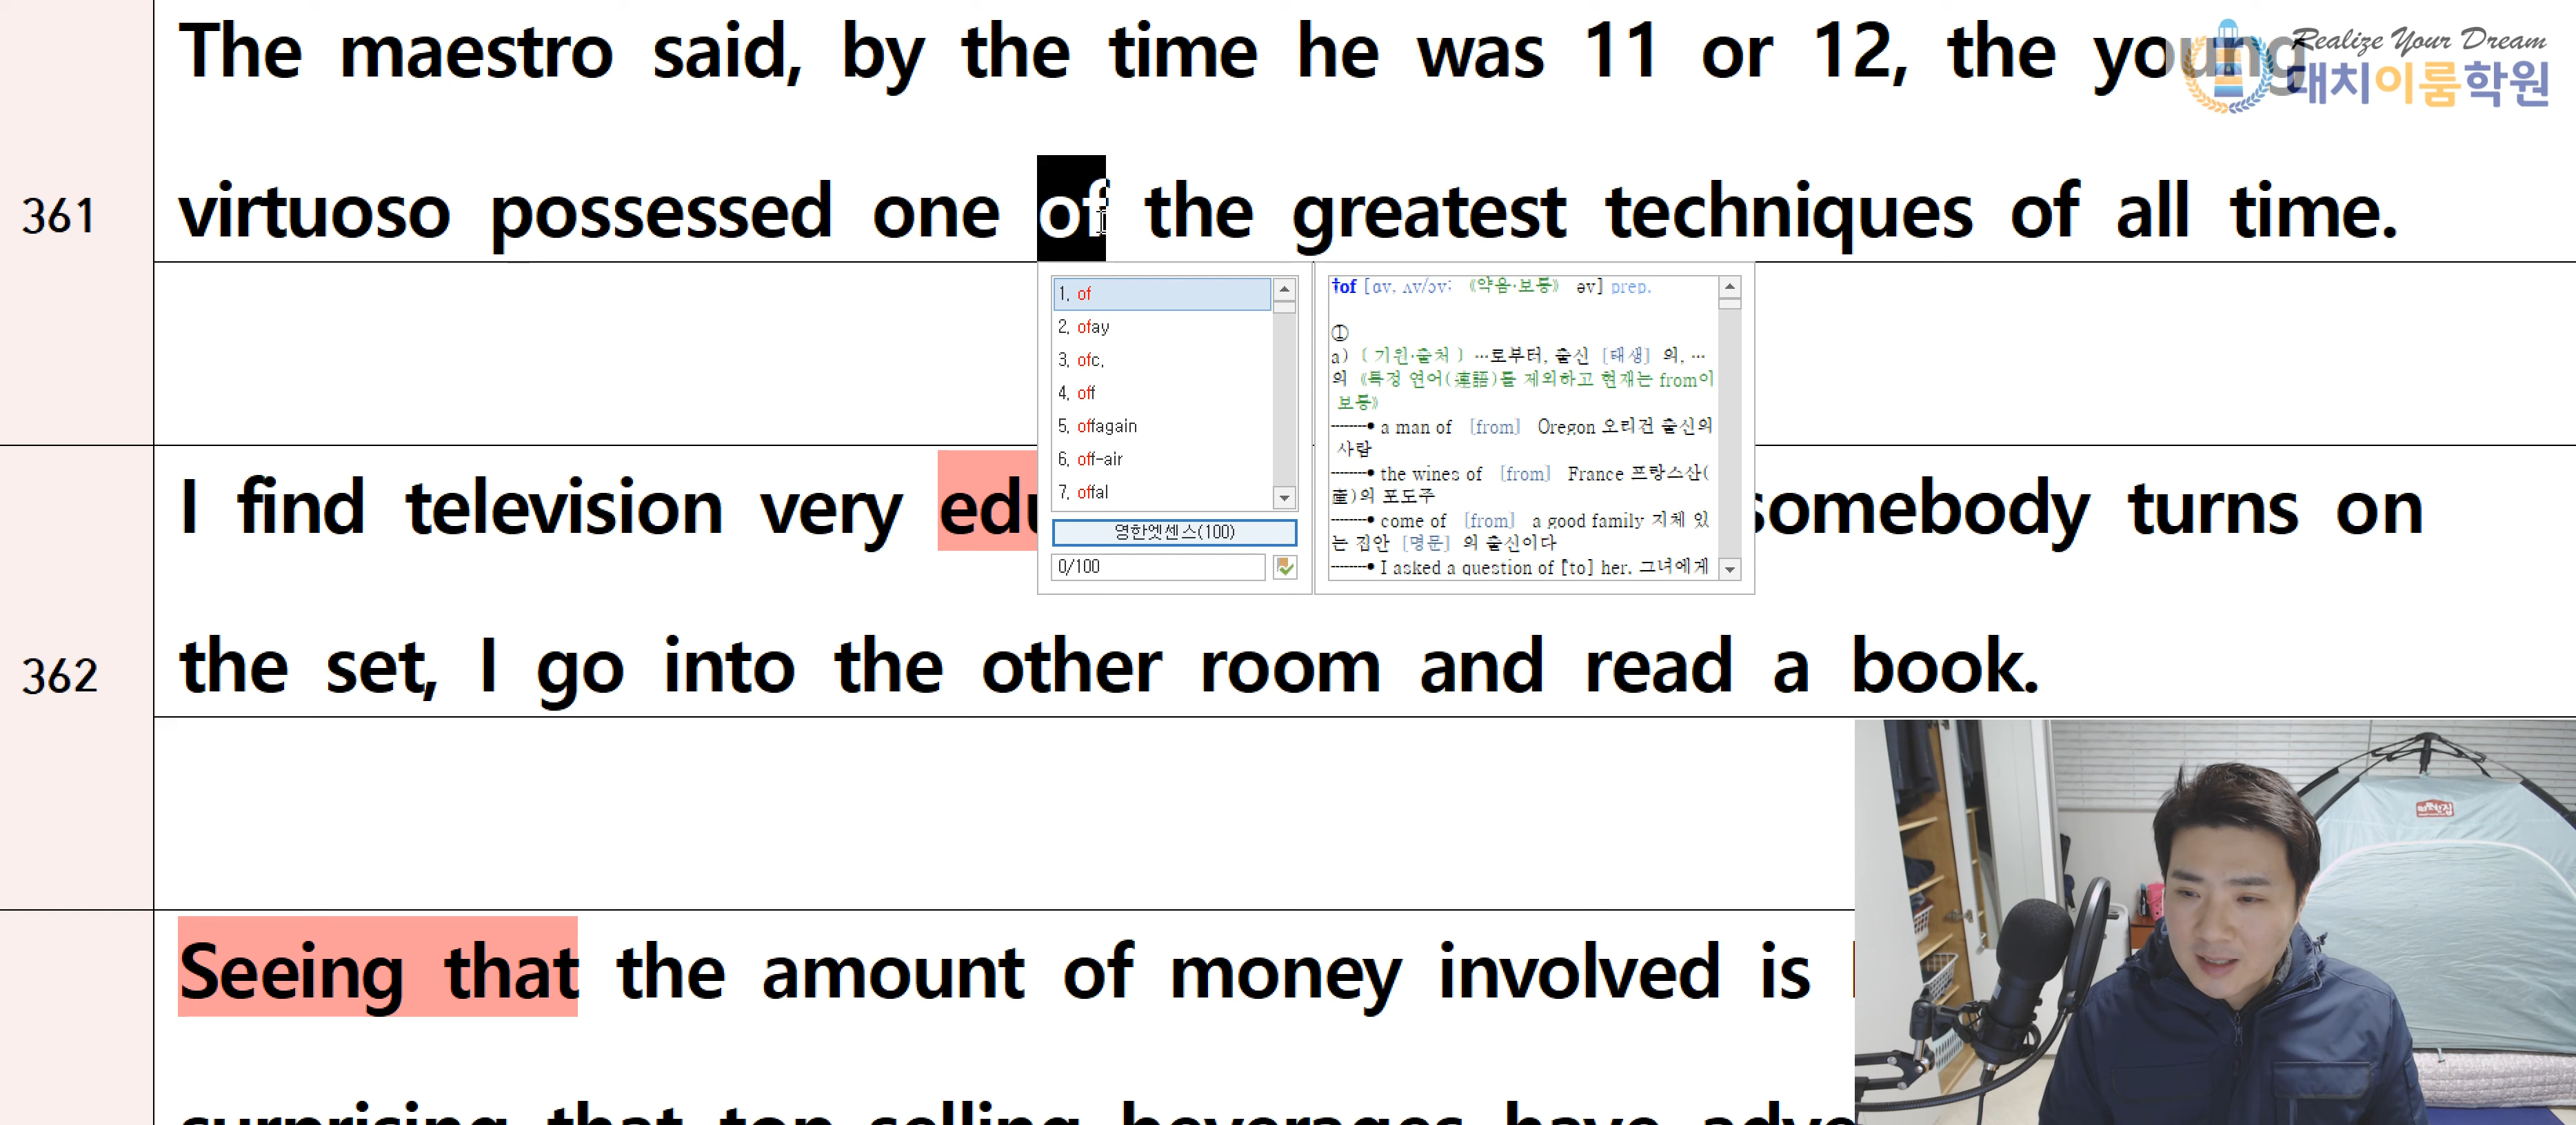 The maestro said, by the time he was 11 or 12, the young
Realize Your Dream
대치이룸학원
361
virtuoso possessed one of the greatest techniques of all time.
1, of
2, ofay
3, ofc,
4, off
5, offagain
6, off-air
7, offal
영한엣센스(100)
0/100
†of [ɑv, ʌv/ɔv; 《약음·보통》 əv] prep.
①
a) ( 기원·출처 ) …로부터, 출신 [태생] 의, …
의 《특정 연어(連語)를 제외하고 현재는 from이
보통》
a man of [from] Oregon 오리건 출신의
사람
the wines of [from] France 프랑스산(
産)의 포도주
come of [from] a good family 지체 있
는 집안 [명문] 의 출신이다
I asked a question of [to] her. 그녀에게
I find television very edu
somebody turns on
362
the set, I go into the other room and read a book.
Seeing that the amount of money involved is
surprising that top selling beverages have adve